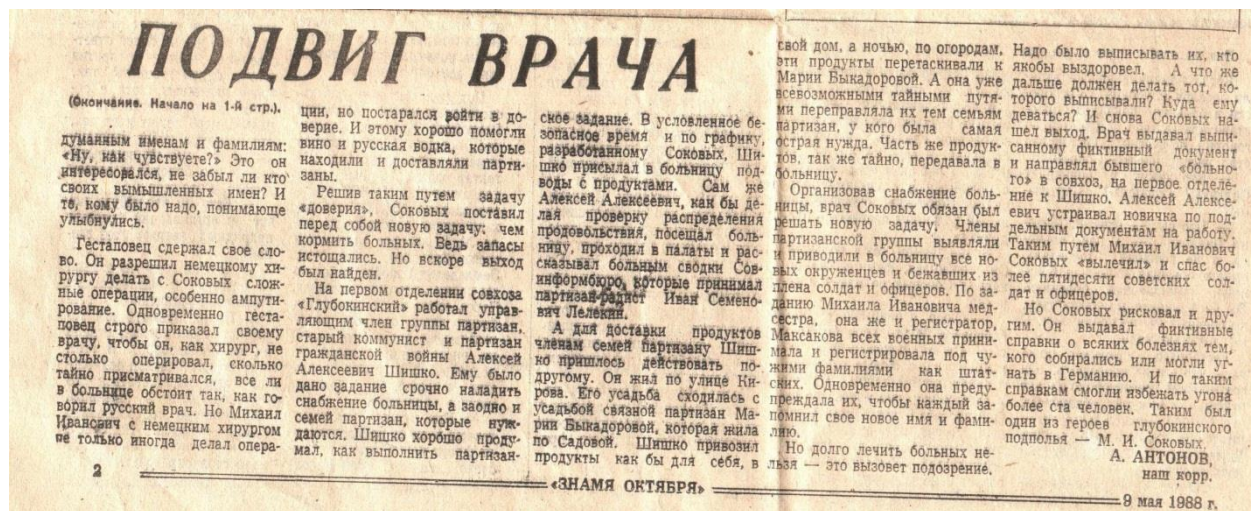 ПОДВИГ ВРАЧА
(Окончание. Начало на 1-й стр.).
думанным именам и фамилиям:
«Ну, как чувствуете?» Это он
интересовался, не забыл ли кто
своих вымышленных имен? И
те, кому было надо, понимающе
улыбнулись.
Гестаповец сдержал свое сло-
во. Он разрешил немецкому хи-
рургу делать с Соковых слож-
ные операции, особенно ампути-
рование. Одновременно геста-
повец строго приказал своему
врачу, чтобы он, как хирург, не
столько оперировал, сколько
тайно присматривался, все ли
в больнице обстоит так, как го-
ворил русский врач. Но Михаил
Иванович с немецким хирургом
не только иногда делал опера-
ции, но постарался войти в до-
верие. И этому хорошо помогли
вино и русская водка, которые
находили и доставляли парти-
заны.
Решив таким путем задачу
«доверия», Соковых поставил
перед собой новую задачу: чем
кормить больных. Ведь запасы
истощались. Но вскоре выход
был найден.
На первом отделении совхоза
«Глубокинский» работал управ-
ляющим член группы партизан,
старый коммунист и партизан
гражданской войны Алексей
Алексеевич Шишко. Ему было
дано задание срочно наладить
снабжение больницы, а заодно и
семей партизан, которые нуж-
даются. Шишко хорошо проду-
мал, как выполнить партизан-
ское задание. В условленное бе-
зопасное время и по графику,
разработанному Соковых, Ши-
шко присылал в больницу под-
воды с продуктами. Сам же
Алексей Алексеевич, как бы де-
лая проверку распределения
продовольствия, посещал боль-
ницу, проходил в палаты и рас-
сказывал больным сводки Сов-
информбюро, которые принимал
партизан-радист Иван Семено-
вич Лелекин.
А для доставки продуктов
членам семей партизану Шиш-
ко пришлось действовать по-
другому. Он жил по улице Ки-
рова. Его усадьба сходилась с
усадьбой связной партизан Ма-
рии Быкадоровой, которая жила
по Садовой. Шишко привозил
продукты как бы для себя, в
свой дом, а ночью, по огородам,
эти продукты перетаскивали к
Марии Быкадоровой. А она уже
всевозможными тайными путя-
ми переправляла их тем семьям
партизан, у кого была самая
острая нужда. Часть же продук-
тов, так же тайно, передавала в
больницу.
Организовав снабжение боль-
ницы, врач Соковых обязан был
решать новую задачу. Члены
партизанской группы выявляли
и приводили в больницу все но-
вых окруженцев и бежавших из
плена солдат и офицеров. По за-
данию Михаила Ивановича мед-
сестра, она же и регистратор,
Максакова всех военных прини-
мала и регистрировала под чу-
жими фамилиями как штат-
ских. Одновременно она преду-
преждала их, чтобы каждый за-
помнил свое новое имя и фами-
лию.
Но долго лечить больных не-
льзя — это вызовет подозрение.
Надо было выписывать их, кто
якобы выздоровел. А что же
дальше должен делать тот, ко-
торого выписывали? Куда ему
деваться? И снова Соковых на-
шел выход. Врач выдавал выпи-
санному фиктивный документ
и направлял бывшего «больно-
го» в совхоз, на первое отделе-
ние к Шишко. Алексей Алексе-
евич устраивал новичка по под-
дельным документам на работу.
Таким путем Михаил Иванович
Соковых «вылечил» и спас бо-
лее пятидесяти советских сол-
дат и офицеров.
Но Соковых рисковал и дру-
гим. Он выдавал фиктивные
справки о всяких болезнях тем,
кого собирались или могли уг-
нать в Германию. И по таким
справкам смогли избежать угона
более ста человек. Таким был
один из героев глубокинского
подполья — М. И. Соковых.
А. АНТОНОВ,
наш корр.
2
«ЗНАМЯ ОКТЯБРЯ»
9 мая 1988 г.